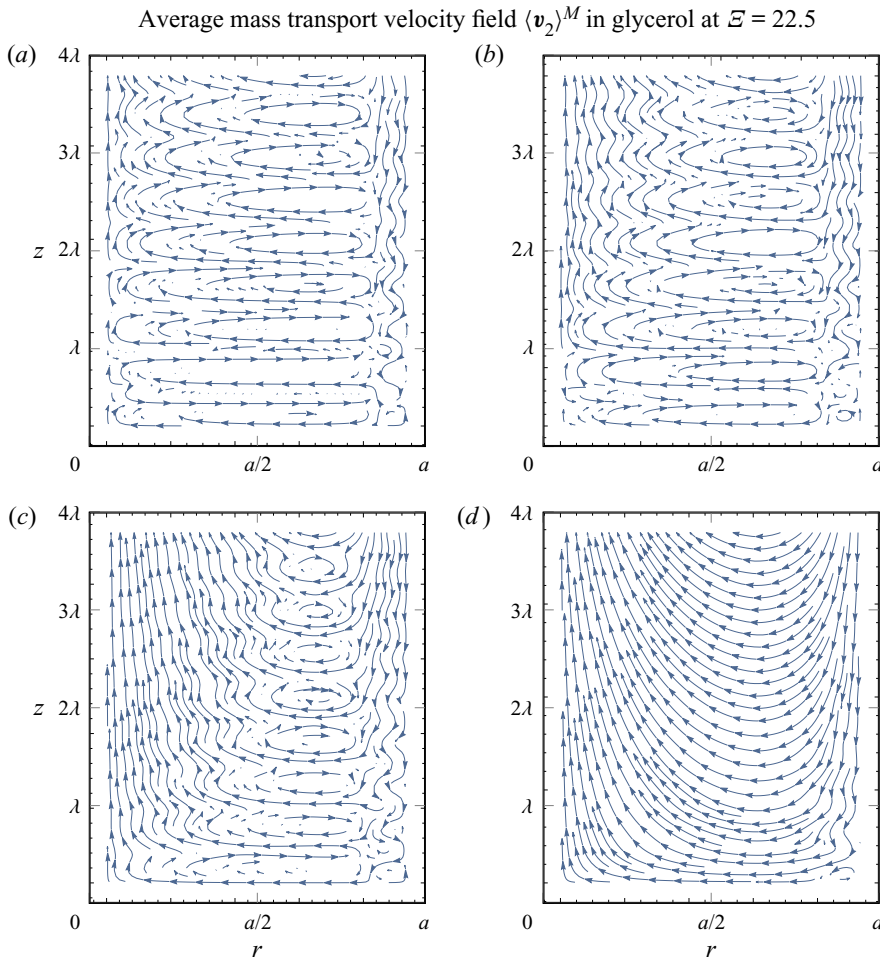 Average mass transport velocity field ⟨v₂⟩ᴹ in glycerol at Ξ = 22.5
(a) (b)
4λ 4λ
3λ 3λ
z 2λ 2λ
λ λ
0 a/2 a 0 a/2 a
(c) (d)
4λ 4λ
3λ 3λ
z 2λ 2λ
λ λ
0 a/2 a 0 a/2 a
r r